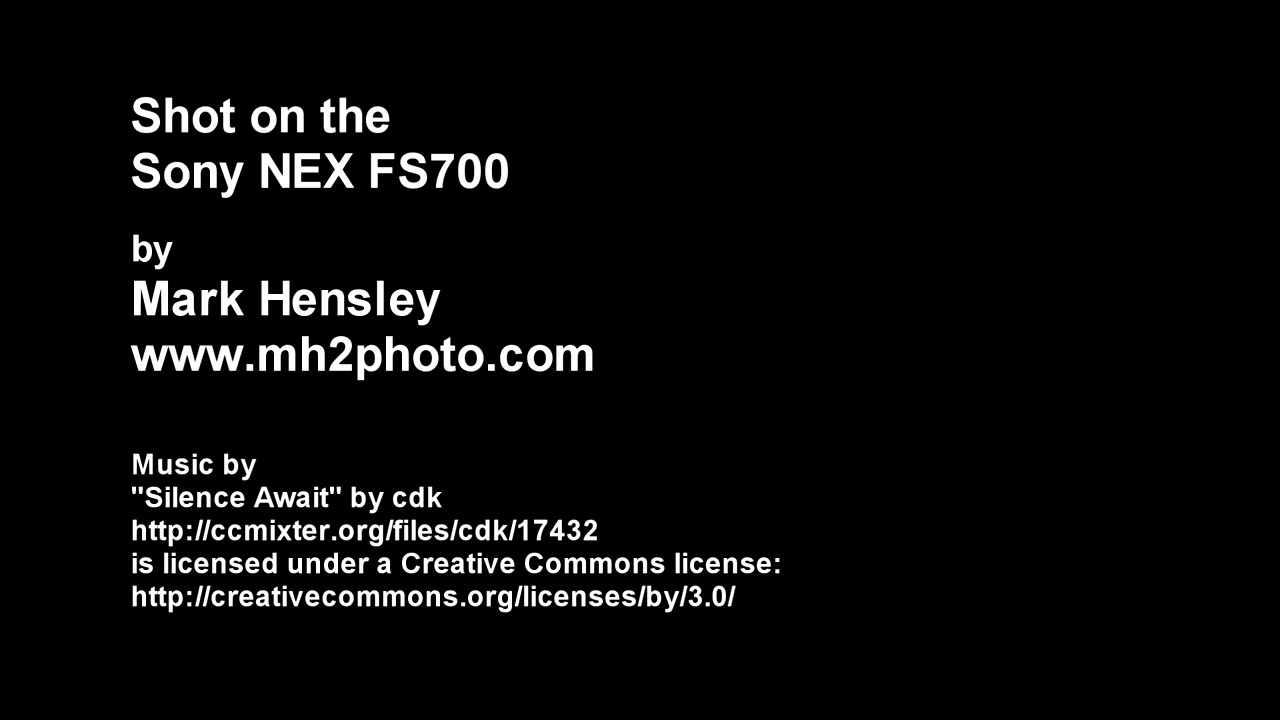 Shot on the
Sony NEX FS700
by
Mark Hensley
www.mh2photo.com
Music by
"Silence Await" by cdk
http://ccmixter.org/files/cdk/17432
is licensed under a Creative Commons license:
http://creativecommons.org/licenses/by/3.0/